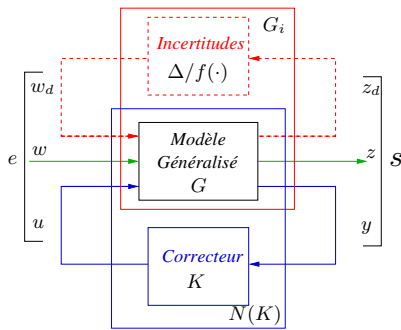 Incertitudes
Δ/f(·)
G_i
w_d
z_d
Modèle
Généralisé
G
e
w
z
s
u
y
Correcteur
K
N(K)